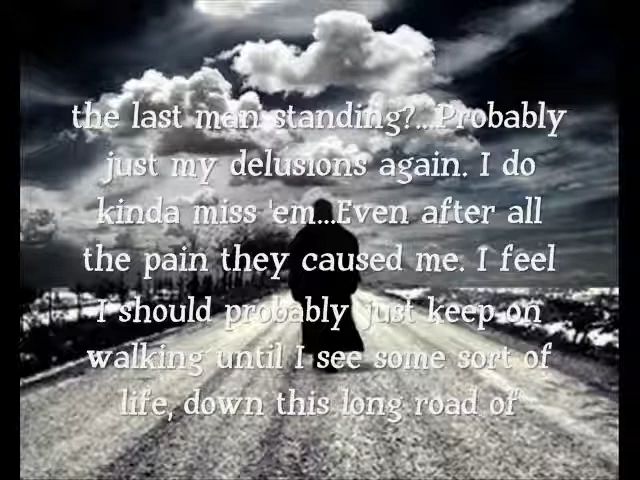 the last man standing?...Probably
just my delusions again. I do
kinda miss 'em...Even after all
the pain they caused me. I feel
I should probably just keep on
walking until I see some sort of
life, down this long road of